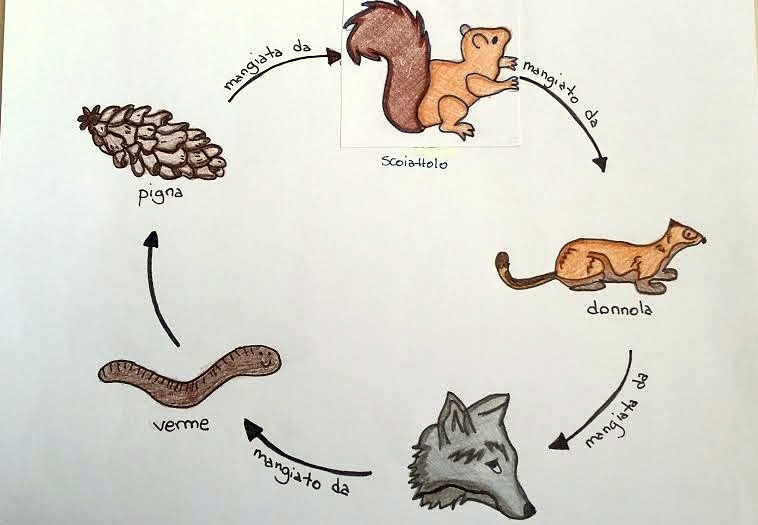 mangiata da
scoiattolo
mangiato da
donnola
mangiata da
mangiato da
verme
pigna